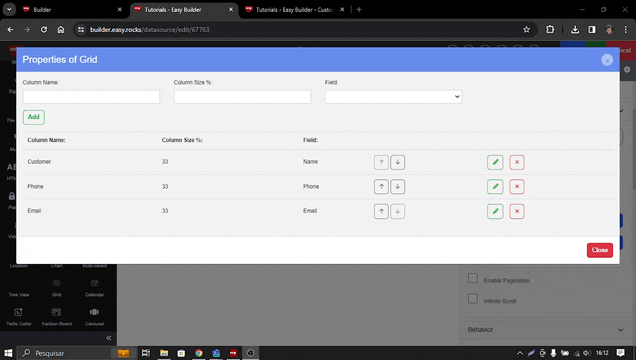 Builder
Tutorials - Easy Builder
Tutorials - Easy Builder - Custo
builder.easy.rocks/datasource/edit/67763
Properties of Grid
Column Name:
Column Size %:
Field:
Add
Column Name:
Column Size %:
Field:
Customer
33
Name
Phone
33
Phone
Email
33
Email
Close
Location
Chart
Multi-Select
Enable Pagination
Tree View
Grid
Calendar
Infinite Scroll
Twilio Caller
Kanban Board
Carousel
Behavior
Pesquisar
16:12